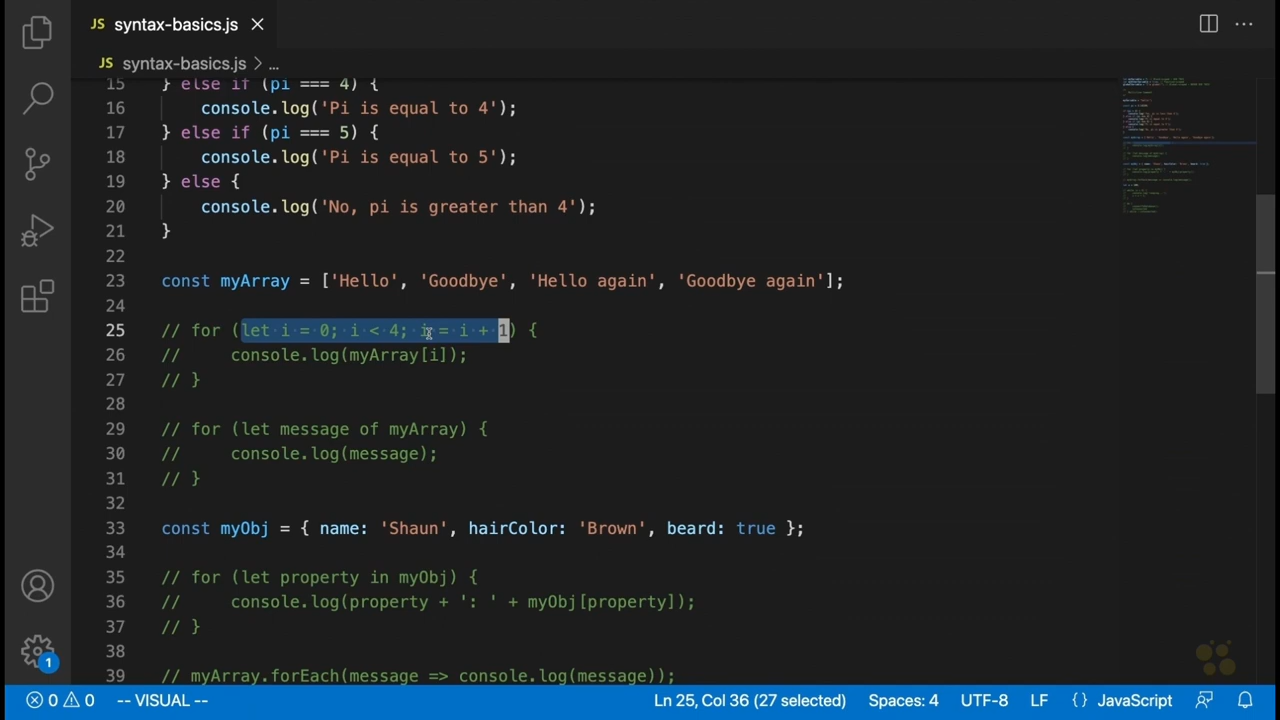 JS syntax-basics.js
JS syntax-basics.js > ...
15 } else if (pi === 4) {
16 console.log('Pi is equal to 4');
17 } else if (pi === 5) {
18 console.log('Pi is equal to 5');
19 } else {
20 console.log('No, pi is greater than 4');
21 }
22
23 const myArray = ['Hello', 'Goodbye', 'Hello again', 'Goodbye again'];
24
25 // for (let i = 0; i < 4; i = i + 1) {
26 // console.log(myArray[i]);
27 // }
28
29 // for (let message of myArray) {
30 // console.log(message);
31 // }
32
33 const myObj = { name: 'Shaun', hairColor: 'Brown', beard: true };
34
35 // for (let property in myObj) {
36 // console.log(property + ': ' + myObj[property]);
37 // }
38
39 // myArray.forEach(message => console.log(message));
1
0 0 -- VISUAL -- Ln 25, Col 36 (27 selected) Spaces: 4 UTF-8 LF {} JavaScript